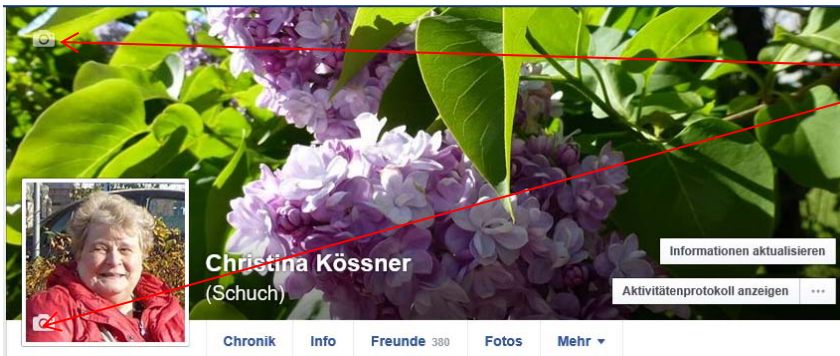 Christina Kössner
(Schuch)
Informationen aktualisieren
Aktivitätenprotokoll anzeigen ...
Chronik Info Freunde 380 Fotos Mehr